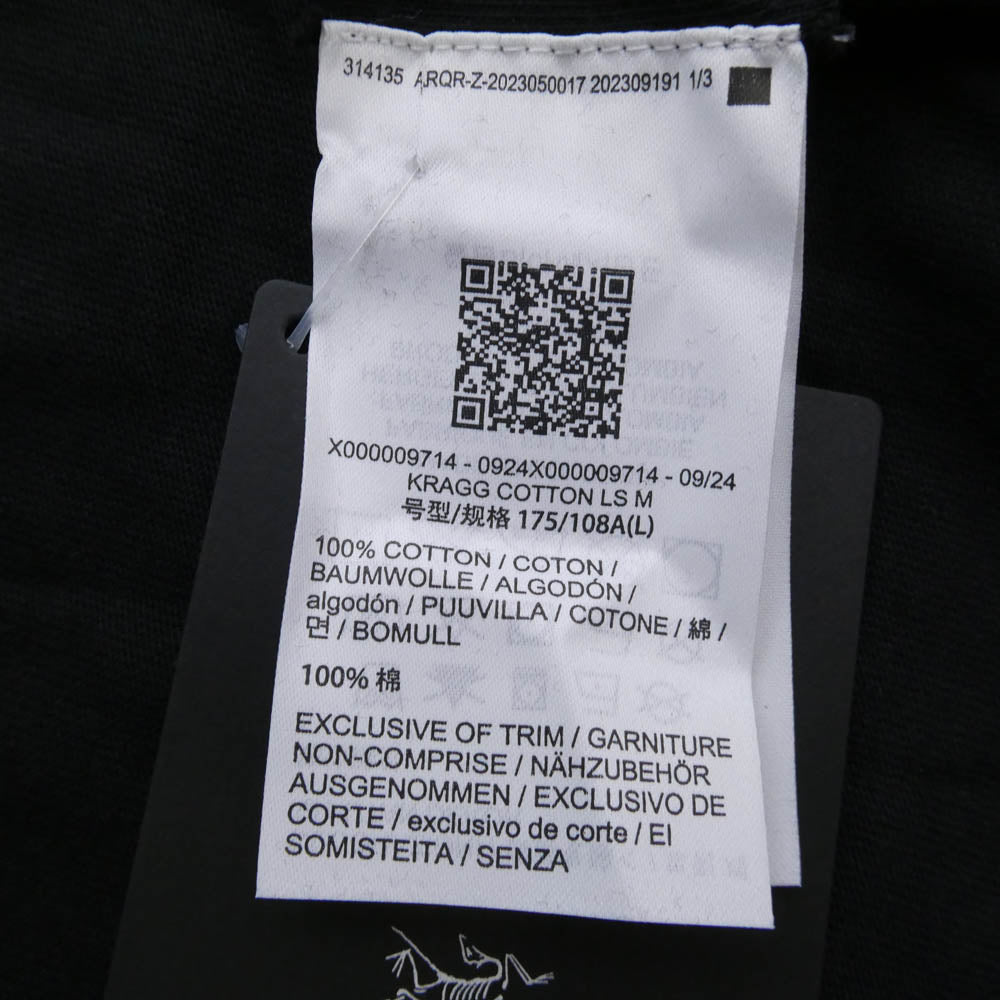 314135 ARQR-Z-2023050017 202309191 1/3
X000009714 - 0924X000009714 - 09/24
KRAGG COTTON LS M
号型/规格 175/108A(L)
100% COTTON / COTON /
BAUMWOLLE / ALGODÓN /
algodón / PUUVILLA / COTONE / 綿 /
면 / BOMULL
100% 棉
EXCLUSIVE OF TRIM / GARNITURE
NON-COMPRISE / NÄHZUBEHÖR
AUSGENOMMEN / EXCLUSIVO DE
CORTE / exclusivo de corte / EI
SOMISTEITA / SENZA